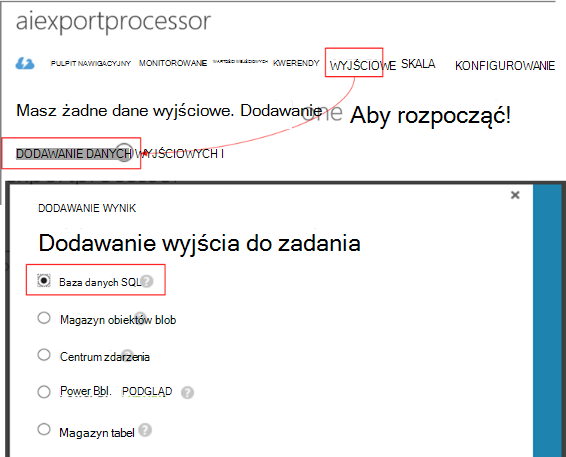 aiexportprocessor
PULPIT NAWIGACYJNY MONITOROWANE WARTOŚCI WEJŚCIOWYCH KWERENDY WYJŚCIOWE SKALA KONFIGUROWANIE
Masz żadne dane wyjściowe. Dodawanie one Aby rozpocząć!
DODAWANIE DANYCH WYJŚCIOWYCH I
DODAWANIE WYNIK
Dodawanie wyjścia do zadania
Baza danych SQL
Magazyn obiektów blob
Centrum zdarzenia
Power Bbl. PODGLĄD
Magazyn tabel